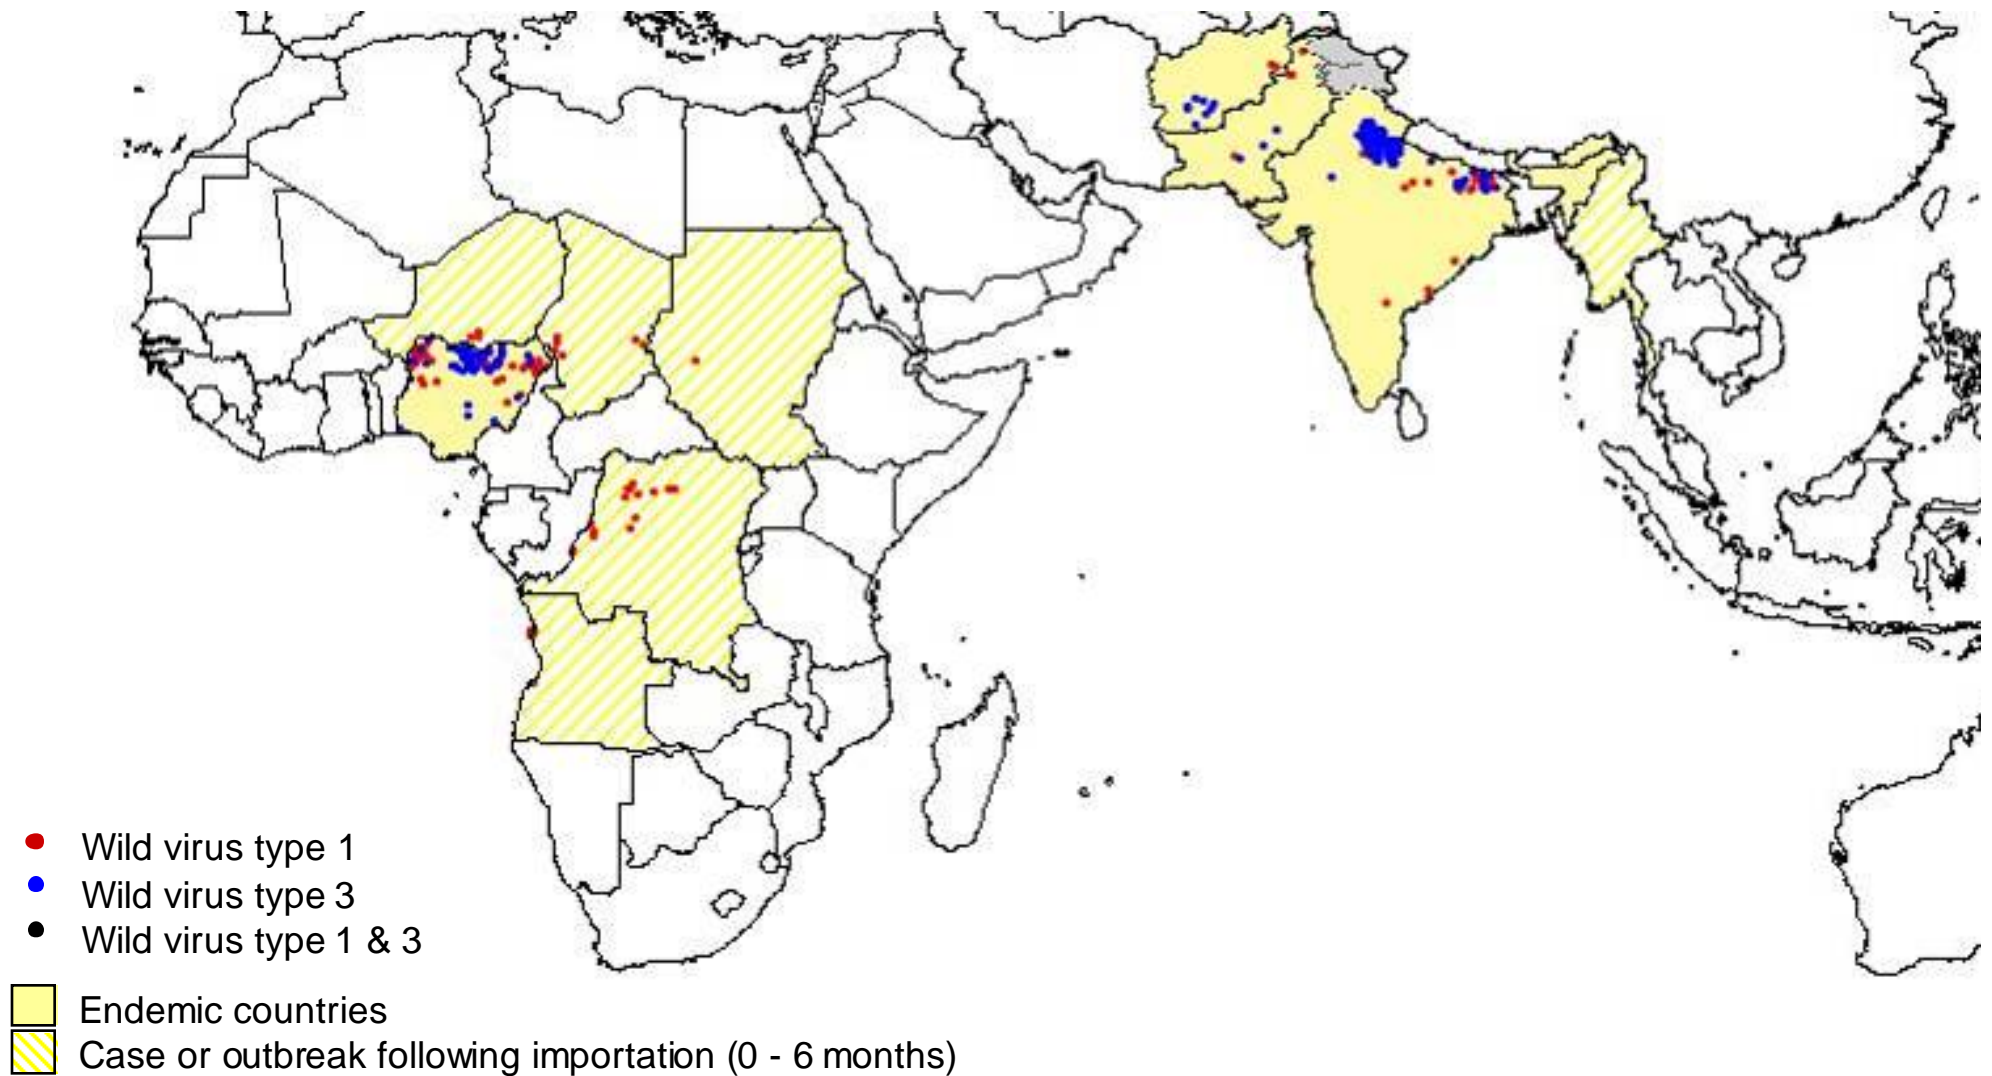 Wild virus type 1
Wild virus type 3
Wild virus type 1 & 3
Endemic countries
Case or outbreak following importation (0 - 6 months)